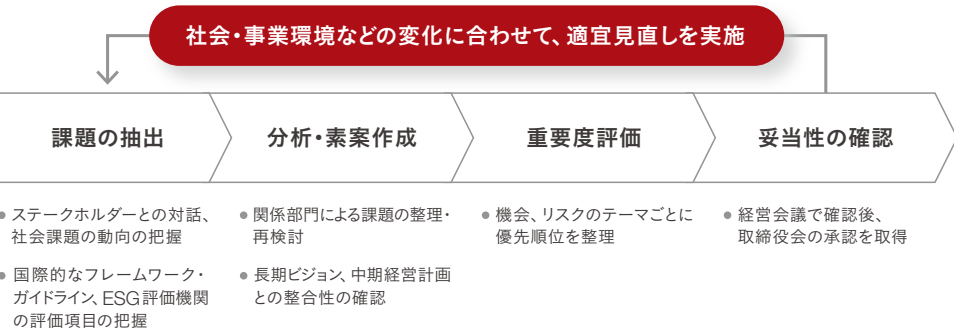 社会・事業環境などの変化に合わせて、適宜見直しを実施
課題の抽出
分析・素案作成
重要度評価
妥当性の確認
● ステークホルダーとの対話、
社会課題の動向の把握
● 国際的なフレームワーク・
ガイドライン、ESG評価機関
の評価項目の把握
● 関係部門による課題の整理・
再検討
● 長期ビジョン、中期経営計画
との整合性の確認
● 機会、リスクのテーマごとに
優先順位を整理
● 経営会議で確認後、
取締役会の承認を取得